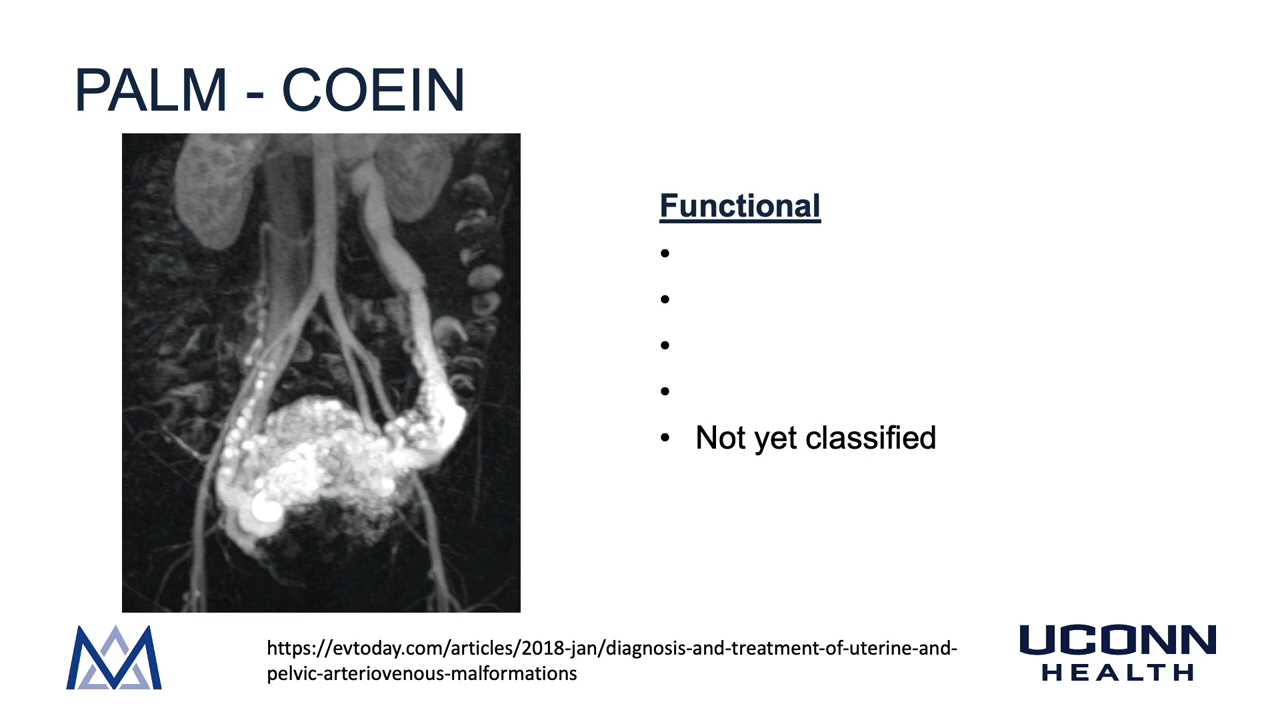 PALM - COEIN
Functional
•
•
•
•
• Not yet classified
https://evtoday.com/articles/2018-jan/diagnosis-and-treatment-of-uterine-and-
pelvic-arteriovenous-malformations
UCONN
HEALTH